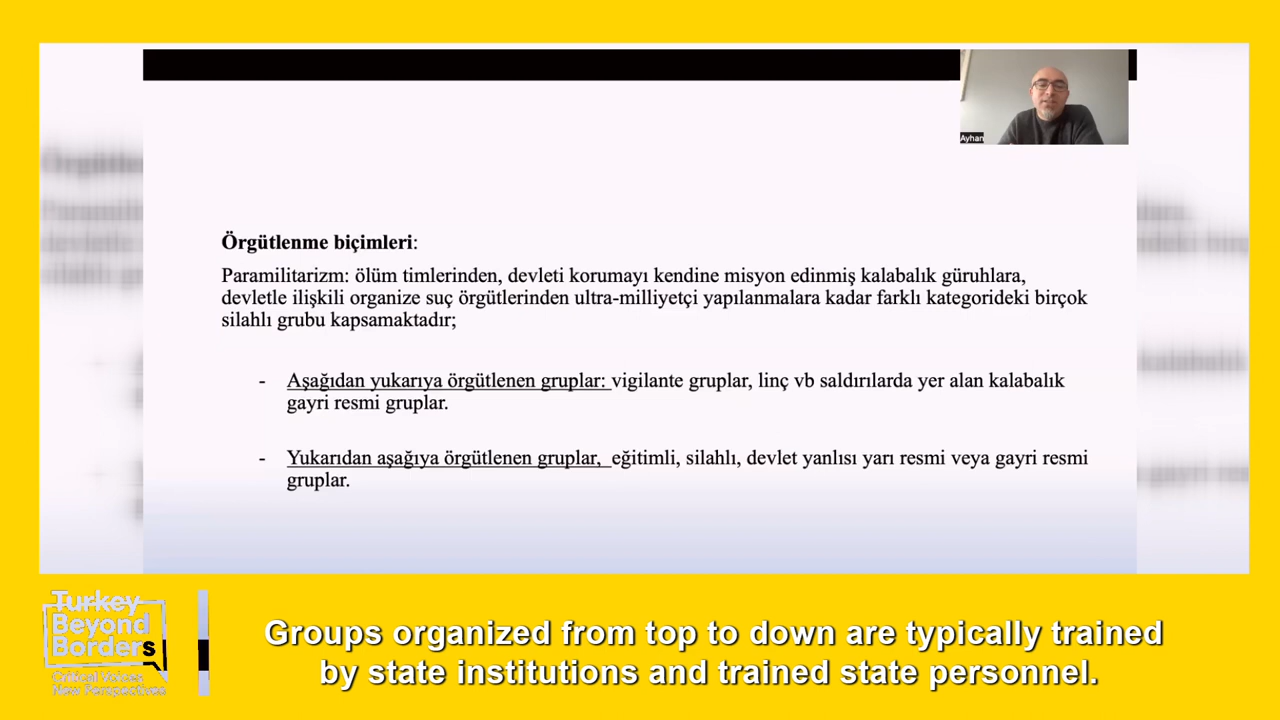 Ayhan
Örgütlenme biçimleri:
Paramilitarizm: ölüm timlerinden, devleti korumayı kendine misyon edinmiş kalabalık güruhlara,
devletle ilişkili organize suç örgütlerinden ultra-milliyetçi yapılanmalara kadar farklı kategorideki birçok
silahlı grubu kapsamaktadır;
- Aşağıdan yukarıya örgütlenen gruplar: vigilante gruplar, linç vb saldırılarda yer alan kalabalık
gayri resmi gruplar.
- Yukarıdan aşağıya örgütlenen gruplar, eğitimli, silahlı, devlet yanlısı yarı resmi veya gayri resmi
gruplar.
Turkey
Beyond
Borders
Critical Voices
New Perspectives
Groups organized from top to down are typically trained
by state institutions and trained state personnel.